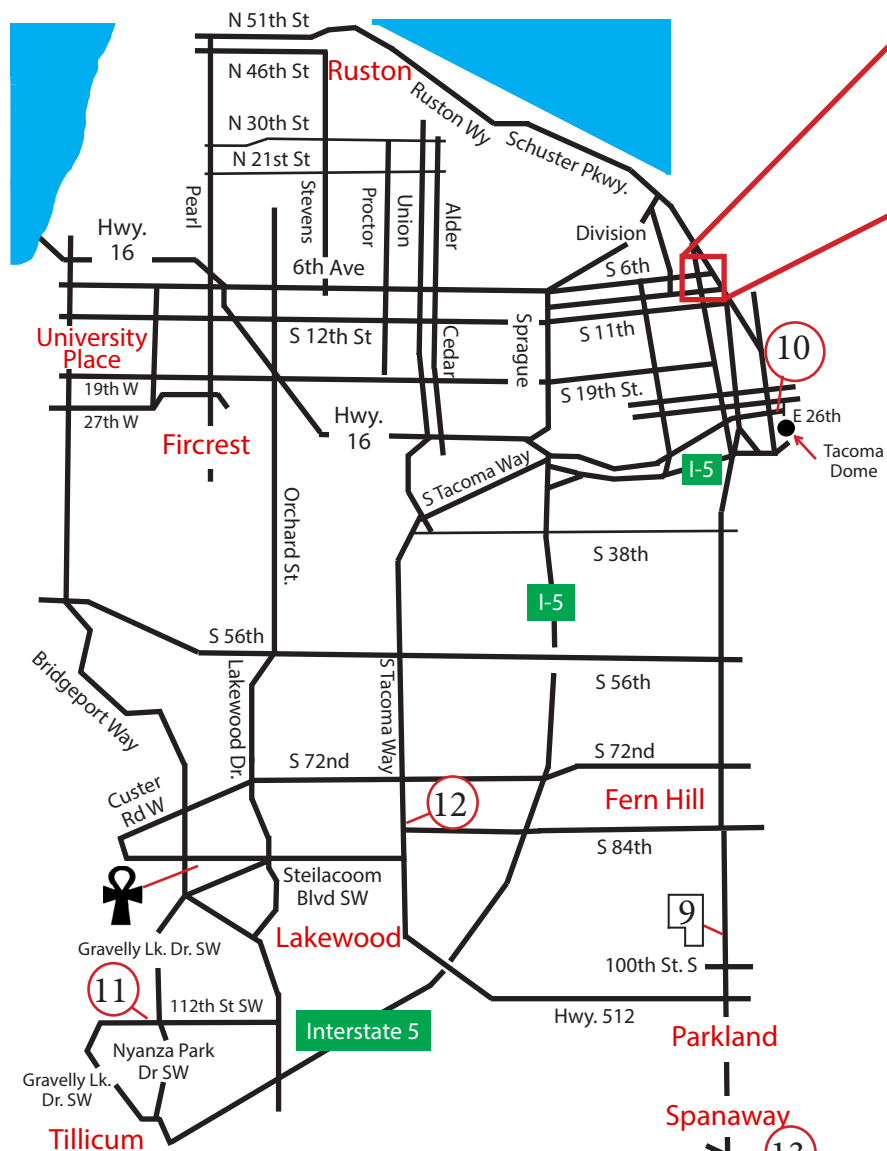 N 51th St
N 46th St
Ruston
Ruston Wy
Schuster Pkwy.
N 30th St
N 21st St
Pearl
Stevens
Proctor
Union
Alder
Division
Hwy.
16
6th Ave
S 6th
University
Place
S 12th St
Cedar
Sprague
S 11th
10
19th W
S 19th St.
27th W
Hwy.
16
E 26th
Fircrest
Tacoma
Dome
S Tacoma Way
I-5
Orchard St.
S 38th
I-5
S 56th
Bridgeport Way
Lakewood Dr.
S Tacoma Way
S 56th
S 72nd
S 72nd
Custer
Rd W
12
Fern Hill
S 84th
Steilacoom
Blvd SW
9
Lakewood
Gravelly Lk. Dr. SW
100th St. S
11
112th St SW
Hwy. 512
Interstate 5
Parkland
Nyanza Park
Dr SW
Gravelly Lk.
Dr. SW
Spanaway
Tillicum
13